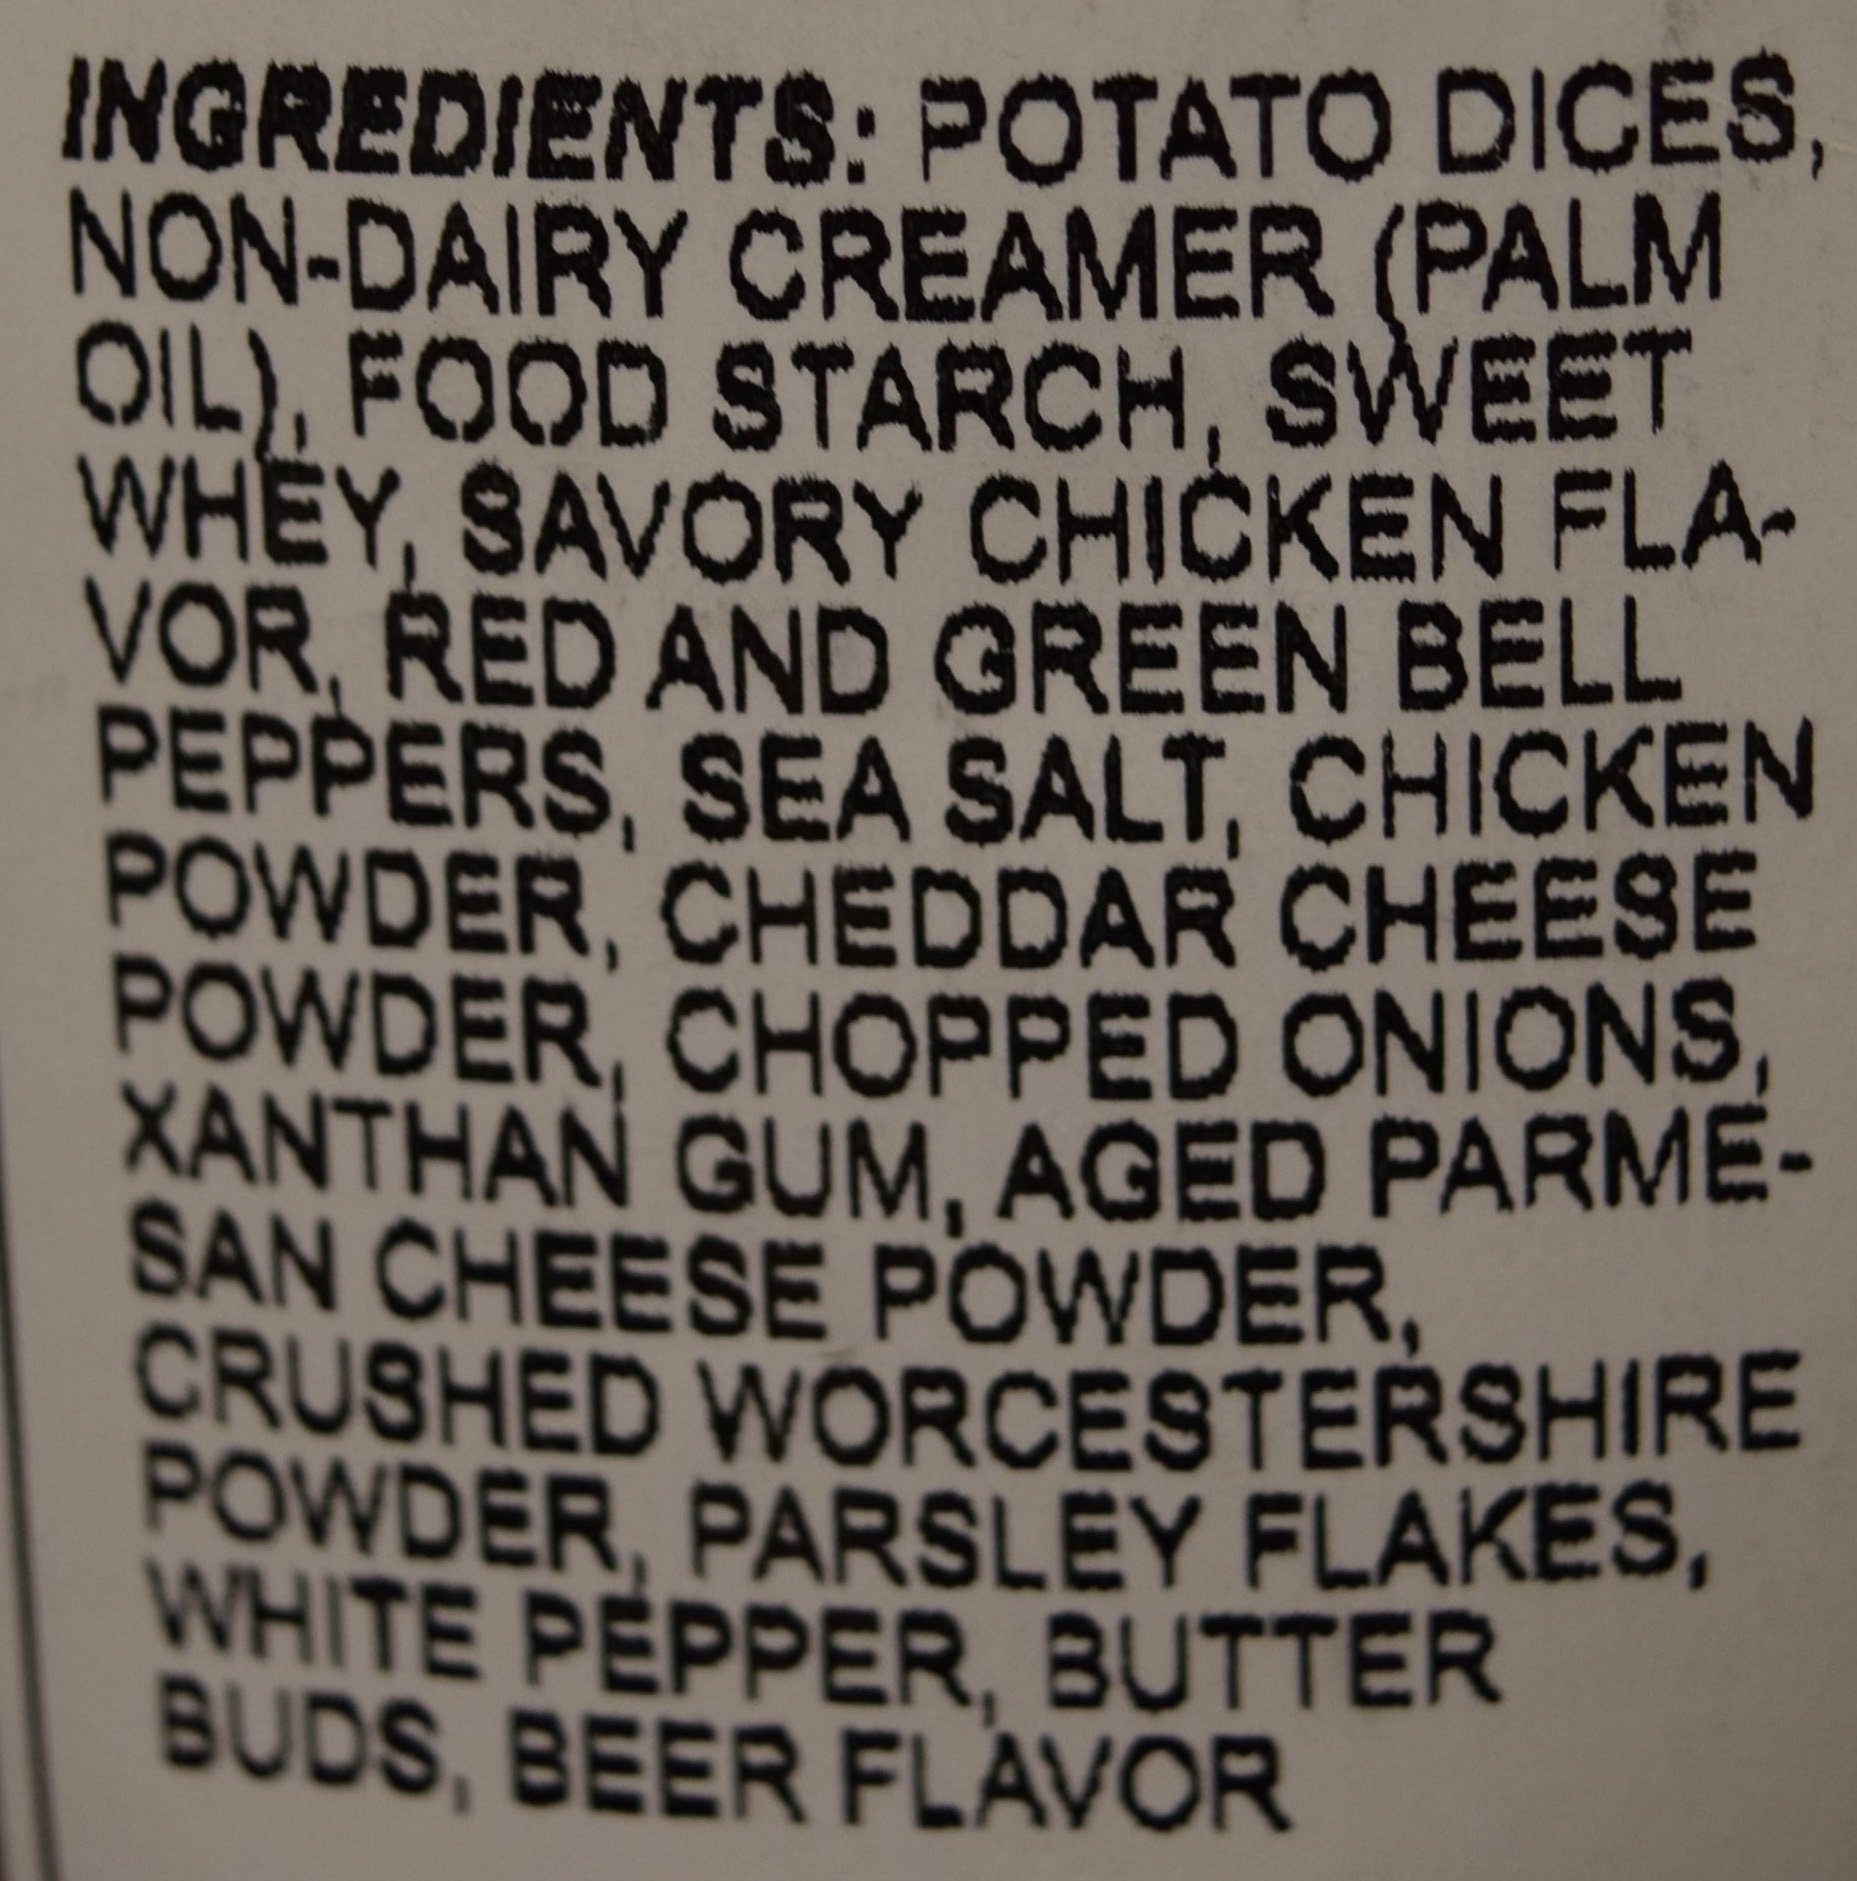 INGREDIENTS: POTATO DICES,
NON-DAIRY CREAMER (PALM
OIL), FOOD STARCH, SWEET
WHEY, SAVORY CHICKEN FLA-
VOR, RED AND GREEN BELL
PEPPERS, SEA SALT, CHICKEN
POWDER, CHEDDAR CHEESE
POWDER, CHOPPED ONIONS,
XANTHAN GUM, AGED PARME-
SAN CHEESE POWDER,
CRUSHED WORCESTERSHIRE
POWDER, PARSLEY FLAKES,
WHITE PEPPER, BUTTER
BUDS, BEER FLAVOR